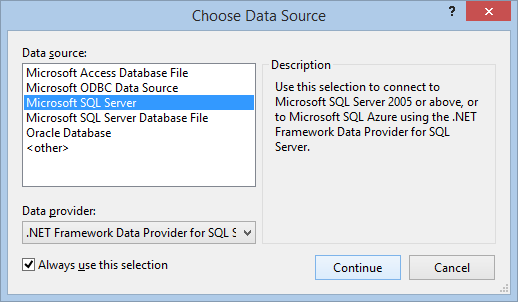 Choose Data Source
? X
Data source:
Microsoft Access Database File
Microsoft ODBC Data Source
Microsoft SQL Server
Microsoft SQL Server Database File
Oracle Database
<other>
Description
Use this selection to connect to
Microsoft SQL Server 2005 or above, or
to Microsoft SQL Azure using the .NET
Framework Data Provider for SQL
Server.
Data provider:
.NET Framework Data Provider for SQL S
Always use this selection
Continue
Cancel